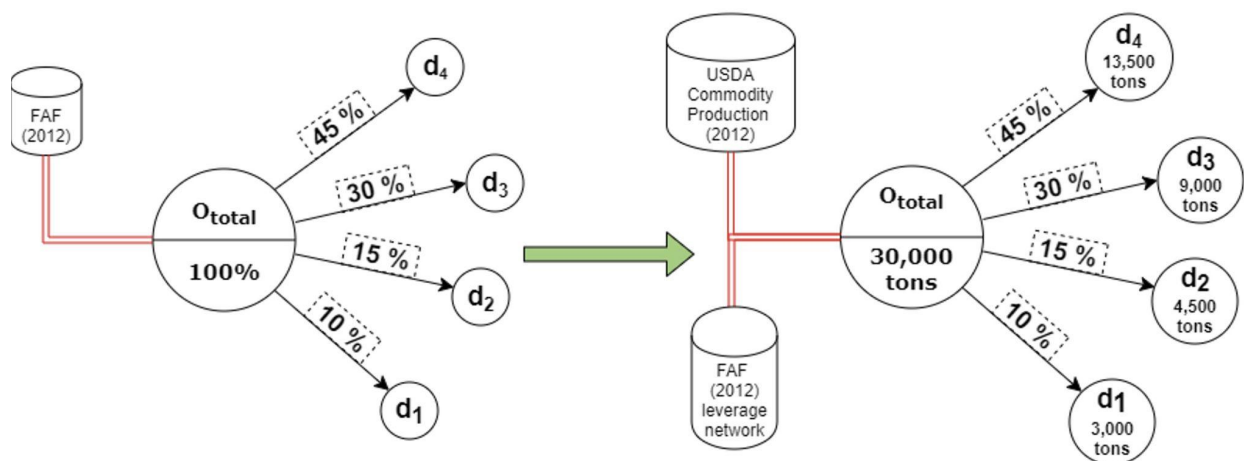 FAF
(2012)
Ototal
100%
45 %
30 %
15 %
10 %
d4
d3
d2
d1
USDA
Commodity
Production
(2012)
FAF
(2012)
leverage
network
Ototal
30,000
tons
45 %
30 %
15 %
10 %
d4
13,500
tons
d3
9,000
tons
d2
4,500
tons
d1
3,000
tons